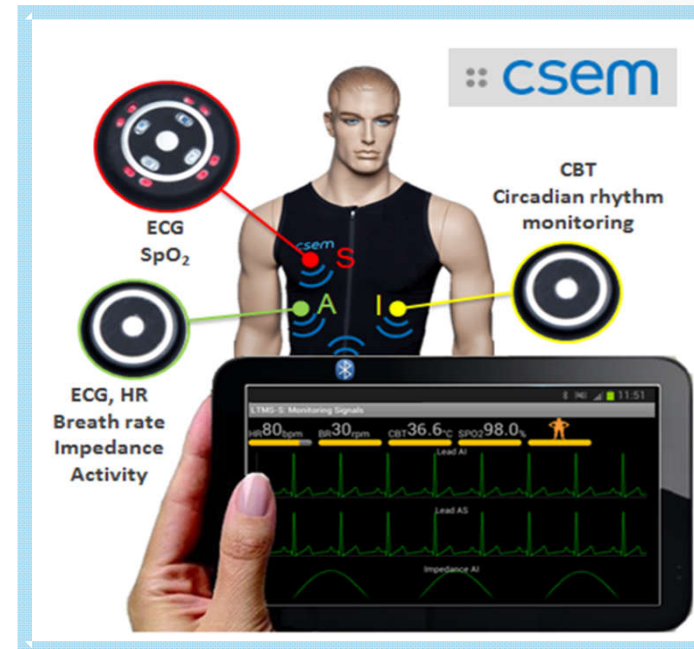 csem
CBT
Circadian rhythm
monitoring
ECG
SpO₂
csem
S
A
I
ECG, HR
Breath rate
Impedance
Activity
11:51
LTMS-S: Monitoring Signals
HR80bpm BR30rpm CBT36.6°C SPO298.0%
Lead AI
Lead AS
Impedance AI